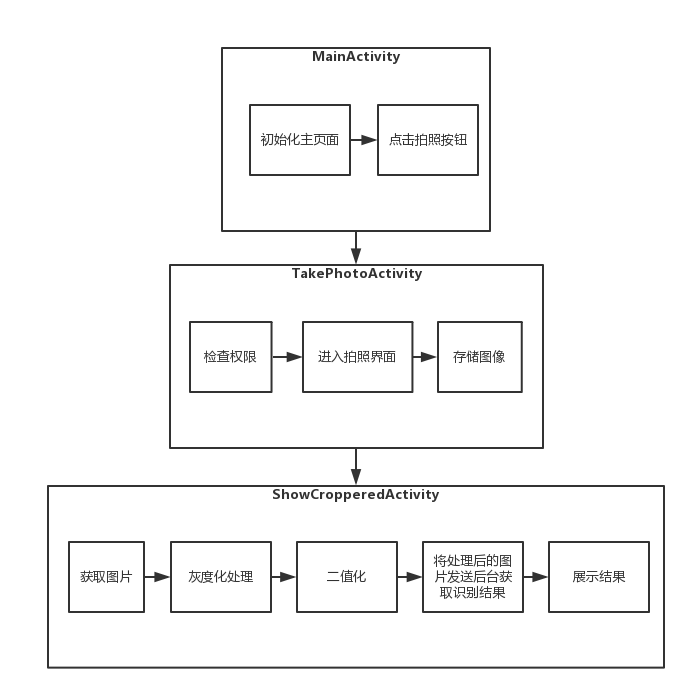 MainActivity
初始化主页面
点击拍照按钮
TakePhotoActivity
检查权限
进入拍照界面
存储图像
ShowCropperedActivity
获取图片
灰度化处理
二值化
将处理后的图
片发送后台获
取识别结果
展示结果